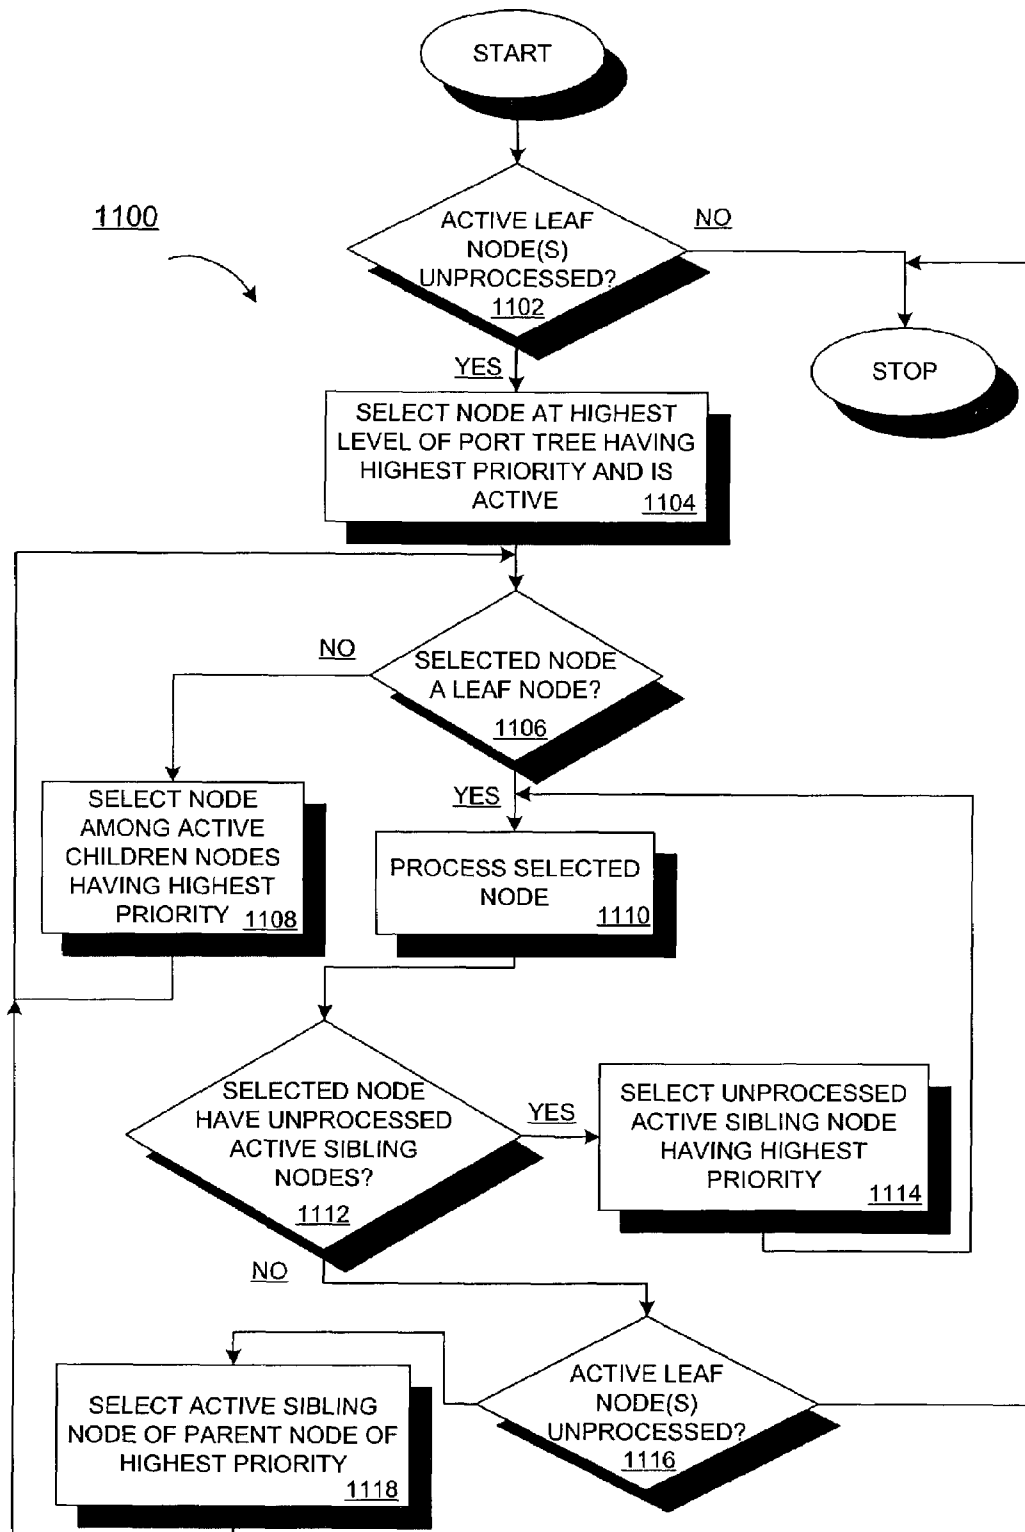 START
1100
ACTIVE LEAF
NODE(S)
UNPROCESSED?
1102
NO
STOP
YES
SELECT NODE AT HIGHEST
LEVEL OF PORT TREE HAVING
HIGHEST PRIORITY AND IS
ACTIVE
1104
NO
SELECTED NODE
A LEAF NODE?
1106
YES
SELECT NODE
AMONG ACTIVE
CHILDREN NODES
HAVING HIGHEST
PRIORITY 1108
PROCESS SELECTED
NODE
1110
SELECTED NODE
HAVE UNPROCESSED
ACTIVE SIBLING
NODES?
1112
YES
SELECT UNPROCESSED
ACTIVE SIBLING NODE
HAVING HIGHEST
PRIORITY
1114
NO
ACTIVE LEAF
NODE(S)
UNPROCESSED?
1116
SELECT ACTIVE SIBLING
NODE OF PARENT NODE OF
HIGHEST PRIORITY
1118